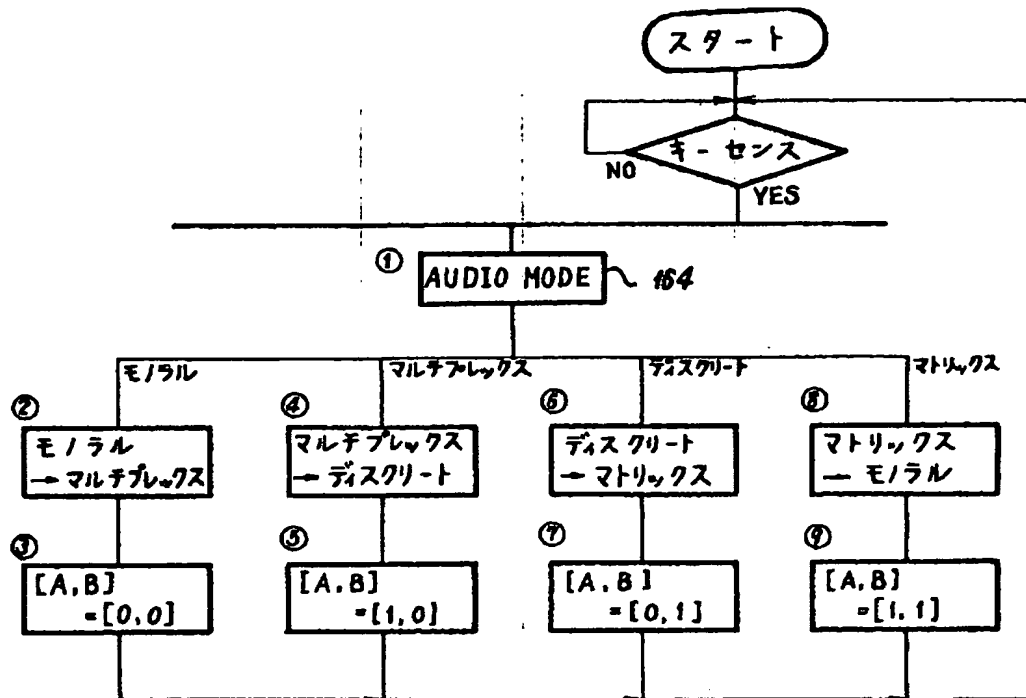 スタート
キーセンス
NO
YES
① AUDIO MODE 164
モノラル マルチプレックス ディスクリート マトリックス
② ④ ⑥ ⑧
モノラル
→ マルチプレックス
マルチプレックス
→ ディスクリート
ディスクリート
→ マトリックス
マトリックス
→ モノラル
③ ⑤ ⑦ ⑨
[A,B]
=[0,0]
[A,B]
=[1,0]
[A,B]
=[0,1]
[A,B]
=[1,1]